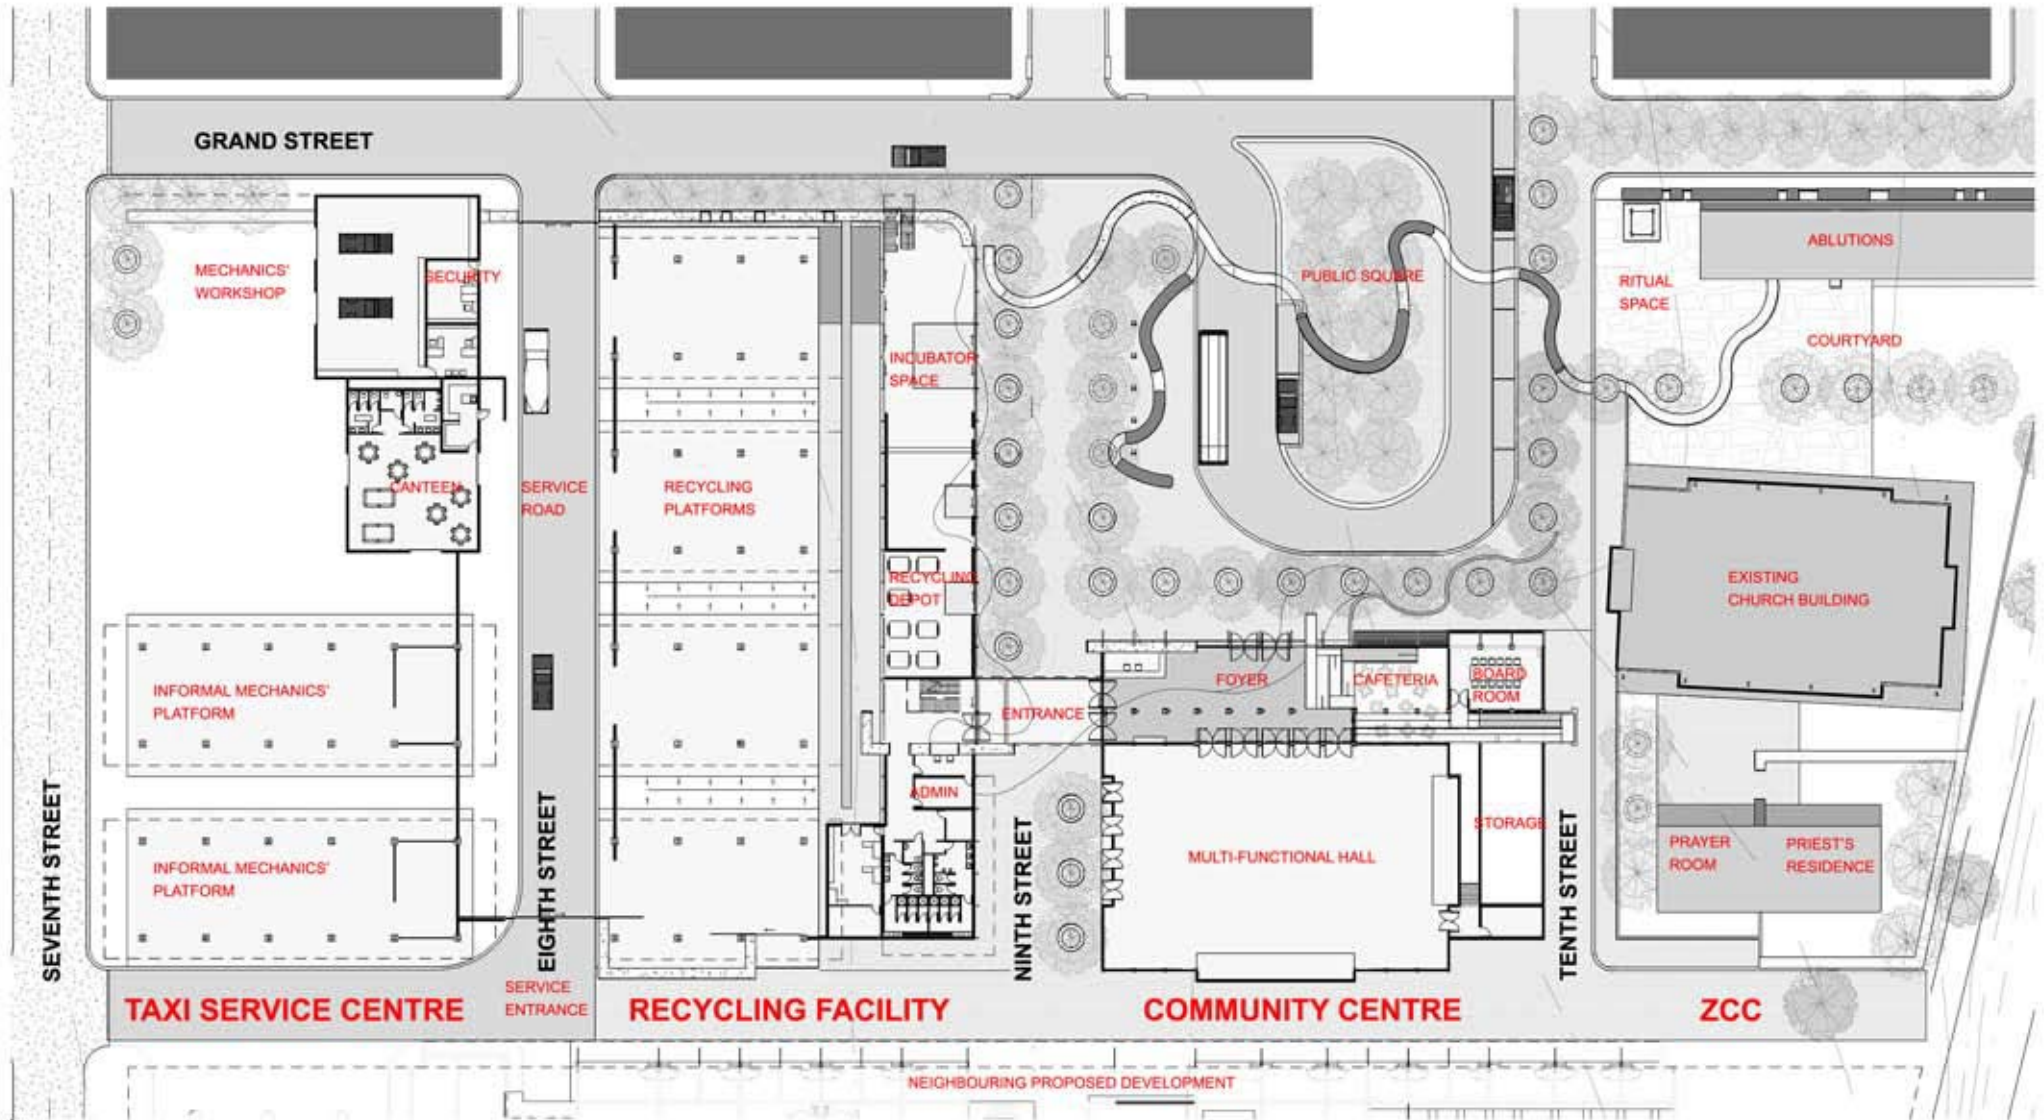 GRAND STREET
MECHANICS'
WORKSHOP
SECURITY
CANTEEN
INFORMAL MECHANICS'
PLATFORM
INFORMAL MECHANICS'
PLATFORM
SEVENTH STREET
TAXI SERVICE CENTRE
SERVICE
ROAD
EIGHTH STREET
SERVICE
ENTRANCE
RECYCLING
PLATFORMS
INCUBATOR
SPACE
RECYCLING
DEPOT
ADMIN
RECYCLING FACILITY
ENTRANCE
NINTH STREET
PUBLIC SQUARE
FOYER
CAFETERIA
BOARD
ROOM
MULTI-FUNCTIONAL HALL
STORAGE
COMMUNITY CENTRE
TENTH STREET
ABLUTIONS
RITUAL
SPACE
COURTYARD
EXISTING
CHURCH BUILDING
PRAYER
ROOM
PRIEST'S
RESIDENCE
ZCC
NEIGHBOURING PROPOSED DEVELOPMENT